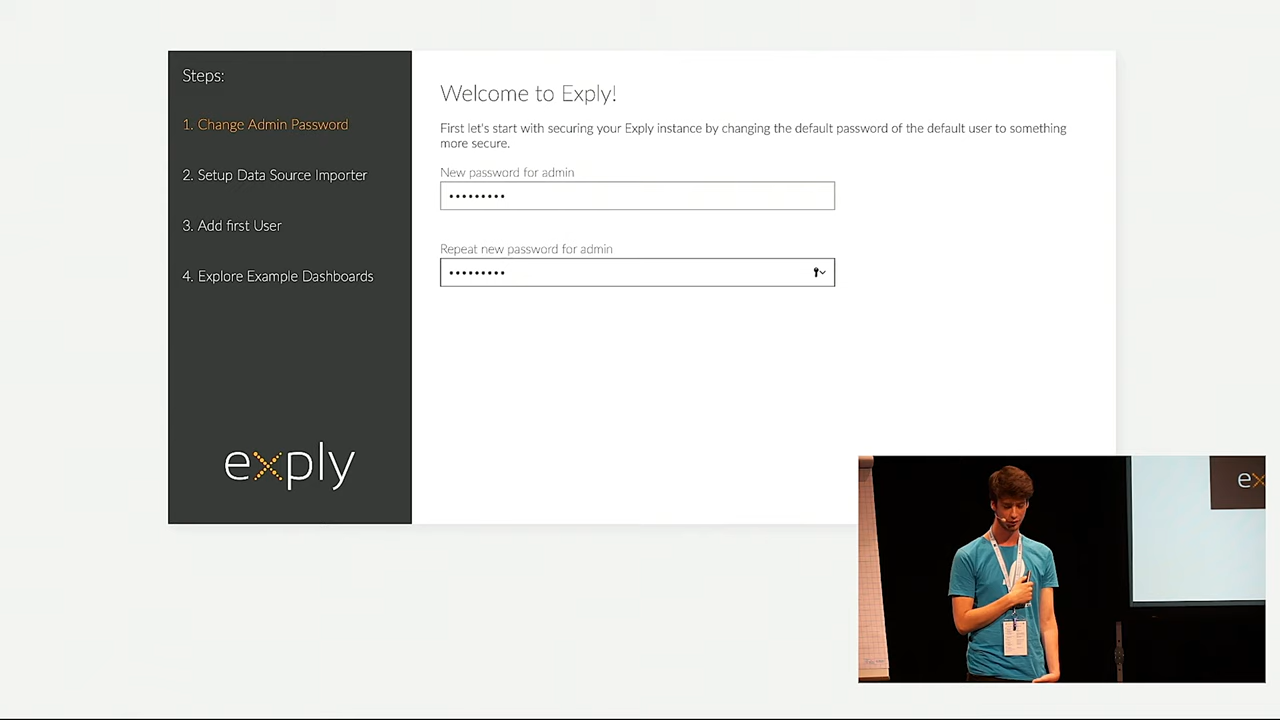 Steps:
1. Change Admin Password
2. Setup Data Source Importer
3. Add first User
4. Explore Example Dashboards
exply
Welcome to Exply!
First let's start with securing your Exply instance by changing the default password of the default user to something
more secure.
New password for admin
•••••••••
Repeat new password for admin
•••••••••
ex